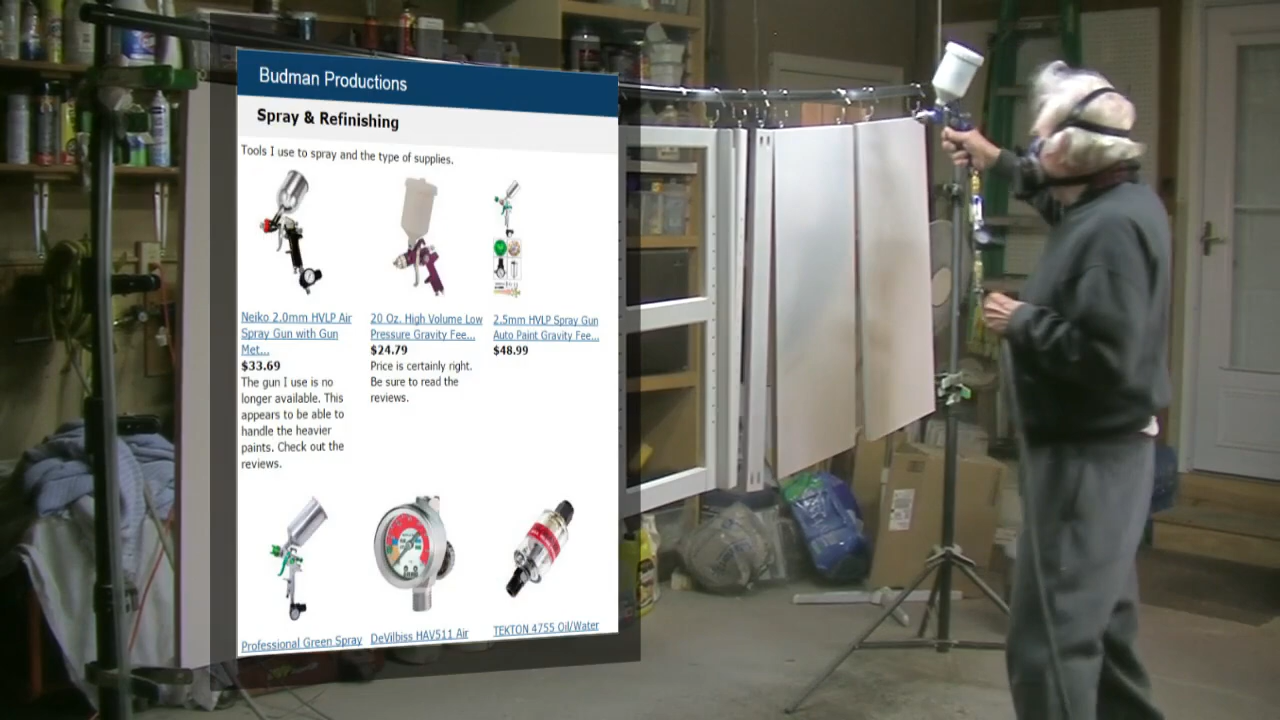 Budman Productions
Spray & Refinishing
Tools I use to spray and the type of supplies.
Neiko 2.0mm HVLP Air
Spray Gun with Gun
Met...
$33.69
The gun I use is no
longer available. This
appears to be able to
handle the heavier
paints. Check out the
reviews.
20 Oz. High Volume Low
Pressure Gravity Fee...
$24.79
Price is certainly right.
Be sure to read the
reviews.
2.5mm HVLP Spray Gun
Auto Paint Gravity Fee...
$48.99
Professional Green Spray
DeVilbiss HAV511 Air
TEKTON 4755 Oil/Water